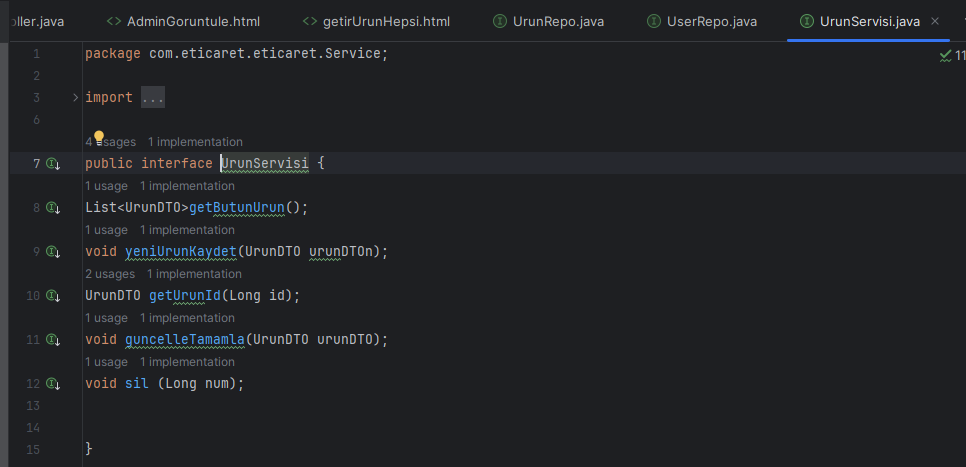 ller.java AdminGoruntule.html getirUrunHepsi.html UrunRepo.java UserRepo.java UrunServisi.java
1 package com.eticaret.eticaret.Service;
11
2
3 import ...
6
4 usages 1 implementation
7 public interface UrunServisi {
1 usage 1 implementation
8 List<UrunDTO>getButunUrun();
1 usage 1 implementation
9 void yeniUrunKaydet(UrunDTO urunDTOn);
2 usages 1 implementation
10 UrunDTO getUrunId(Long id);
1 usage 1 implementation
11 void guncelleTamamla(UrunDTO urunDTO);
1 usage 1 implementation
12 void sil (Long num);
13
14
15 }